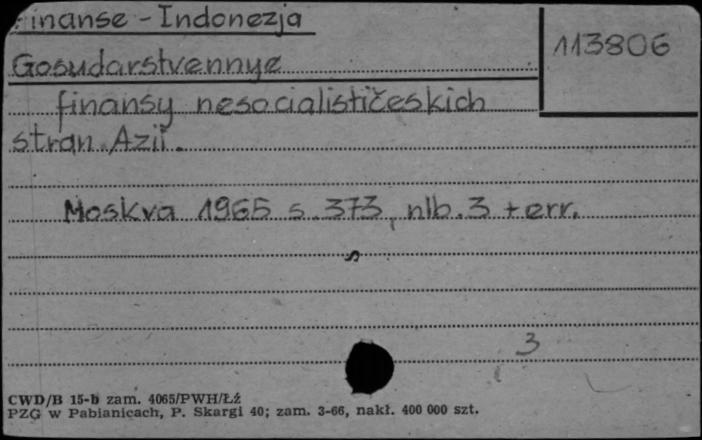 Finanse - Indonezja
113806
Gosudarstvennye
finansy nesocialističeskich
stran Azii.
Moskva 1965 s. 373, nlb. 3 + err.
3
CWD/B 15-b zam. 4065/PWH/Łź
PZG w Pabianicach, P. Skargi 40; zam. 3-66, nakł. 400 000 szt.